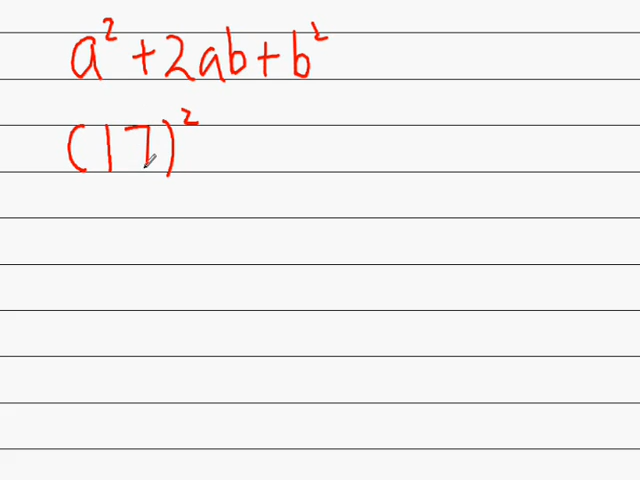 a² + 2ab + b²
(17)²